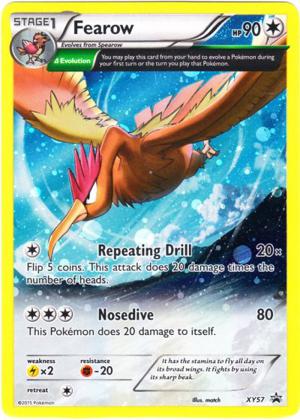 STAGE1
Fearow
HP 90
Evolves from Spearow
Δ Evolution
You may play this card from your hand to evolve a Pokémon during
your first turn or the turn you play that Pokémon.
Repeating Drill 20×
Flip 5 coins. This attack does 20 damage times the
number of heads.
Nosedive 80
This Pokémon does 20 damage to itself.
weakness
×2
resistance
-20
retreat
It has the stamina to fly all day
on its broad wings. It fights by
using its sharp beak.
©2015 Pokémon
Illus. match
XY57
PROMO